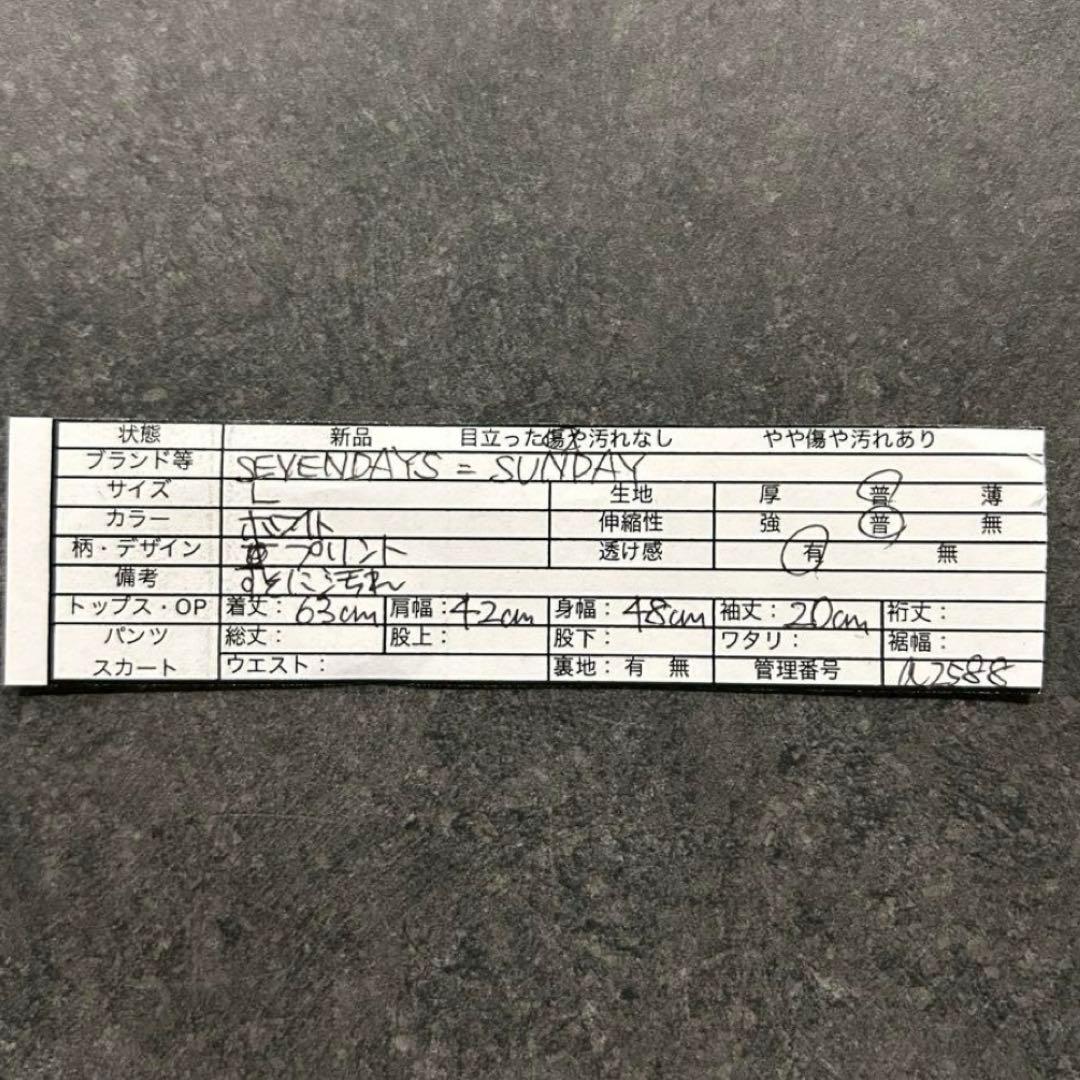 状態 新品 目立った傷や汚れなし やや傷や汚れあり
ブランド等 SEVENDAYS = SUNDAY
サイズ L 生地 厚 普 薄
カラー ホワイト 伸縮性 強 普 無
柄・デザイン プリント 透け感 有 無
備考 すそに汚れ
トップス・OP 着丈: 63cm 肩幅: 42cm 身幅: 48cm 袖丈: 20cm 裄丈:
パンツ 総丈: 股上: 股下: ワタリ: 裾幅:
スカート ウエスト: 裏地: 有 無 管理番号